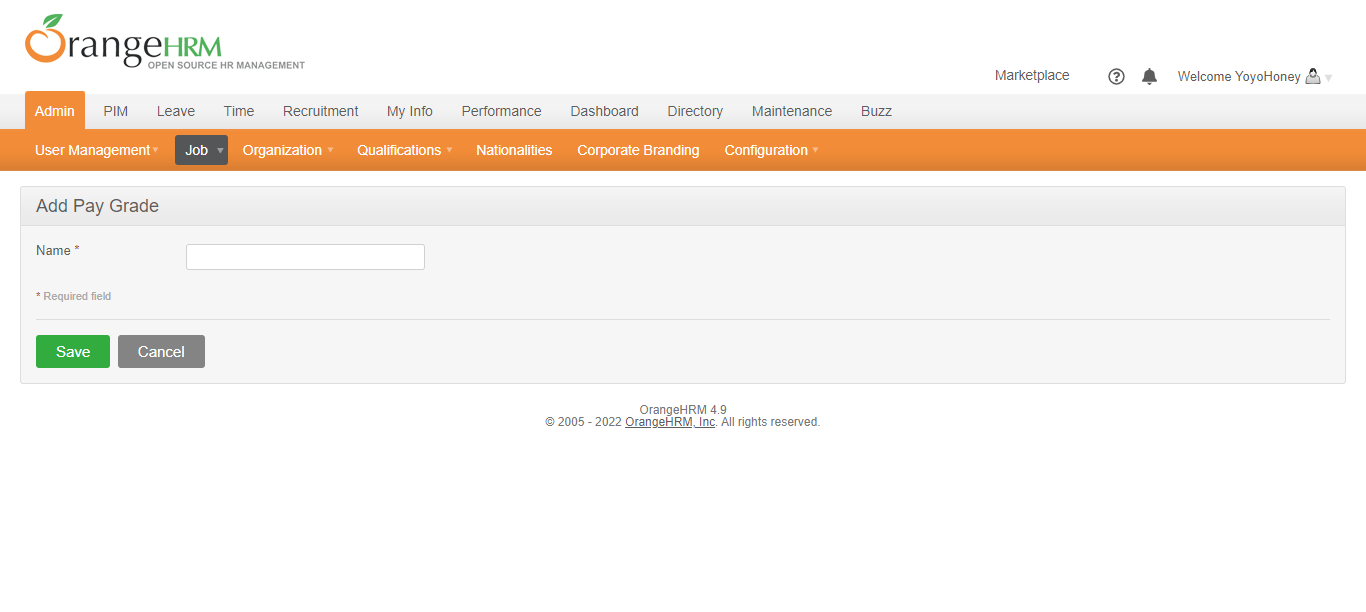 OrangeHRM
OPEN SOURCE HR MANAGEMENT
Marketplace Welcome YoyoHoney
Admin PIM Leave Time Recruitment My Info Performance Dashboard Directory Maintenance Buzz
User Management Job Organization Qualifications Nationalities Corporate Branding Configuration
Add Pay Grade
Name *
* Required field
Save Cancel
OrangeHRM 4.9
© 2005 - 2022 OrangeHRM, Inc. All rights reserved.